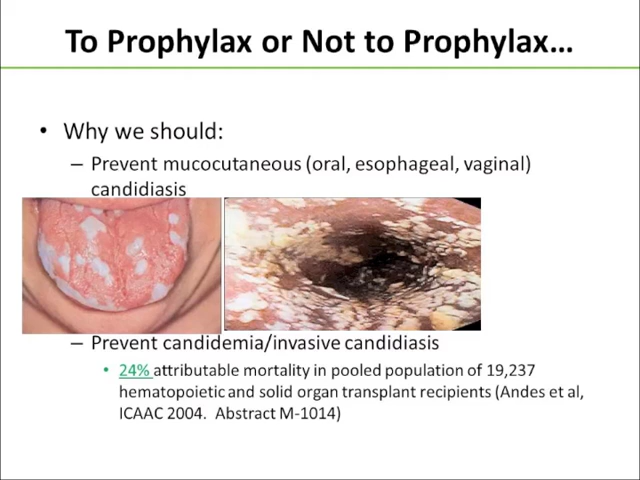 To Prophylax or Not to Prophylax...
• Why we should:
– Prevent mucocutaneous (oral, esophageal, vaginal)
candidiasis
– Prevent candidemia/invasive candidiasis
• 24% attributable mortality in pooled population of 19,237
hematopoietic and solid organ transplant recipients (Andes et al,
ICAAC 2004.  Abstract M-1014)